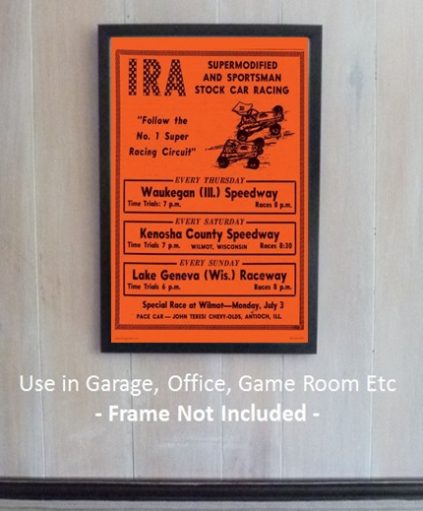 IRA
SUPERMODIFIED
AND SPORTSMAN
STOCK CAR RACING
"Follow the
No. 1 Super
Racing Circuit"
EVERY THURSDAY
Waukegan (Ill.) Speedway
Time Trials: 7 p.m. Races 8 p.m.
EVERY SATURDAY
Kenosha County Speedway
Time Trials 7 p.m. WILMOT, WISCONSIN Races 8:30
EVERY SUNDAY
Lake Geneva (Wis.) Raceway
Time Trials 6 p.m. Races 8 p.m.
Special Race at Wilmot—Monday, July 3
PACE CAR — JOHN TERESI CHEVY-OLDS, ANTIOCH, ILL.
Use in Garage, Office, Game Room Etc
- Frame Not Included -